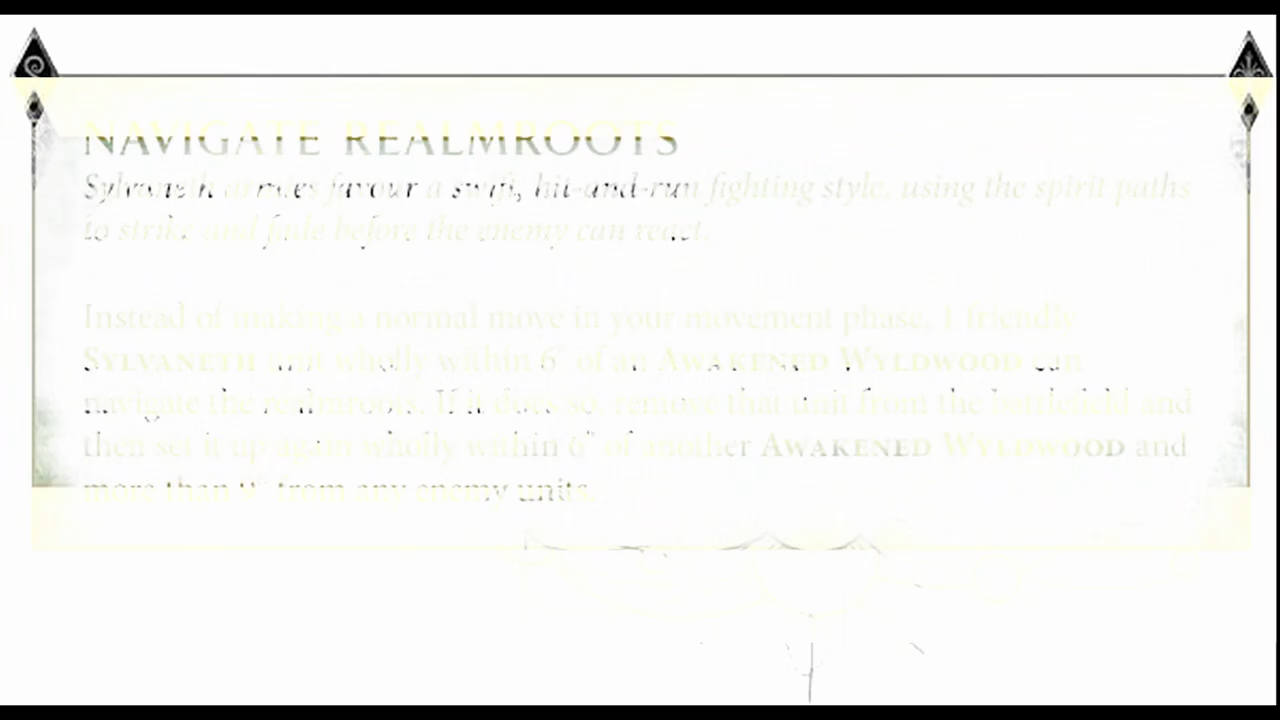 NAVIGATE REALMROOTS
Sylvaneth armies favour a swift, hit-and-run fighting style, using the spirit paths
to strike and fade before the enemy can react.
Instead of making a normal move in your movement phase, 1 friendly
SYLVANETH unit wholly within 6" of an AWAKENED WYLDWOOD can
navigate the realmroots. If it does so, remove that unit from the battlefield and
then set it up again wholly within 6" of another AWAKENED WYLDWOOD and
more than 9" from any enemy units.